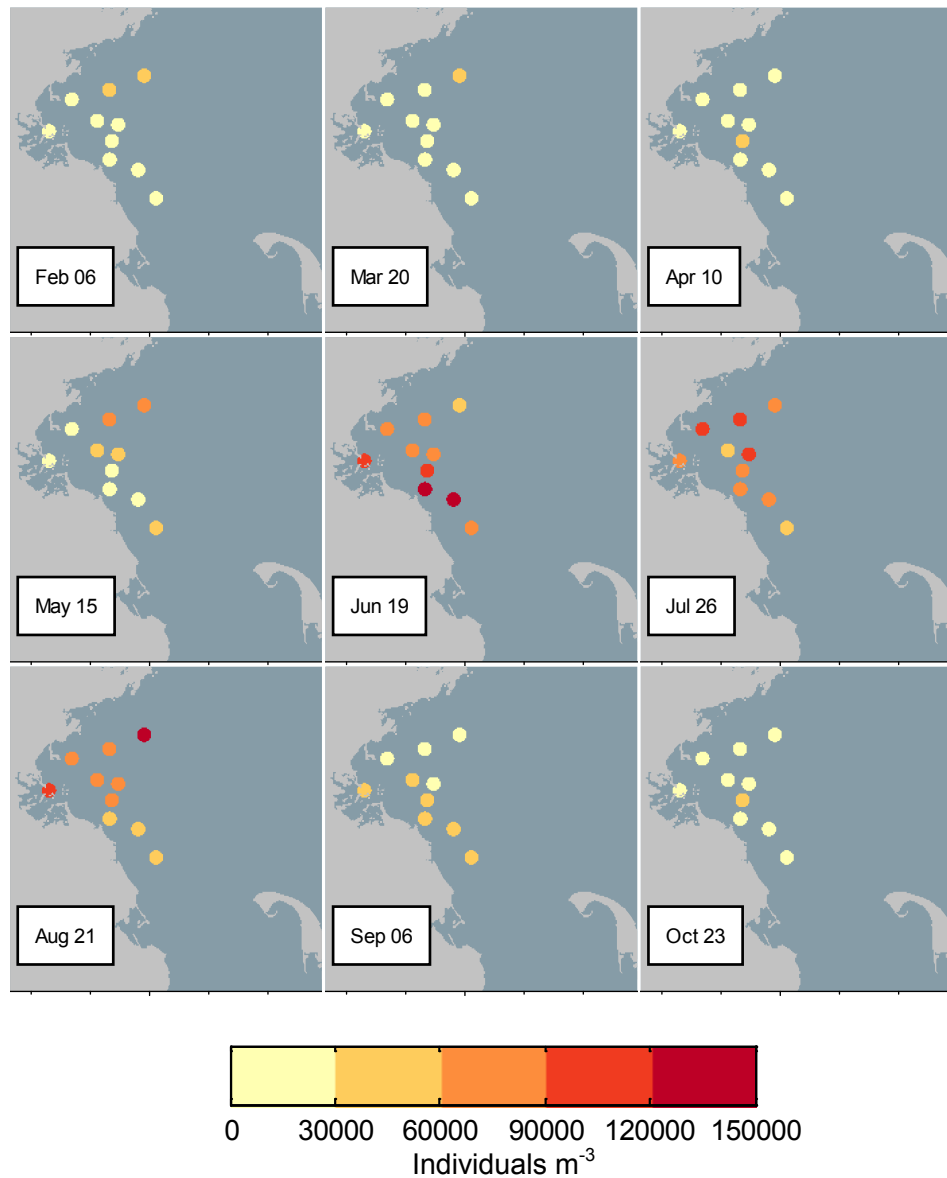 Feb 06
Mar 20
Apr 10
May 15
Jun 19
Jul 26
Aug 21
Sep 06
Oct 23
0 30000 60000 90000 120000 150000
Individuals m⁻³